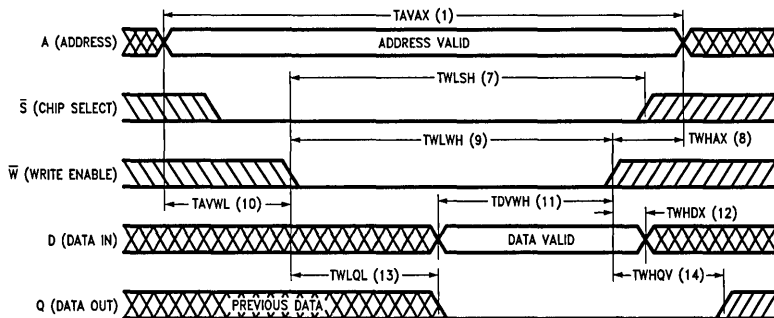 TAVAX (1)
A (ADDRESS)
ADDRESS VALID
TWLSH (7)
S̅ (CHIP SELECT)
TWLWH (9)
TWHAX (8)
W̅ (WRITE ENABLE)
TAVWL (10)
TDVWH (11)
TWHDX (12)
D (DATA IN)
DATA VALID
TWLQL (13)
TWHQV (14)
Q (DATA OUT)
PREVIOUS DATA